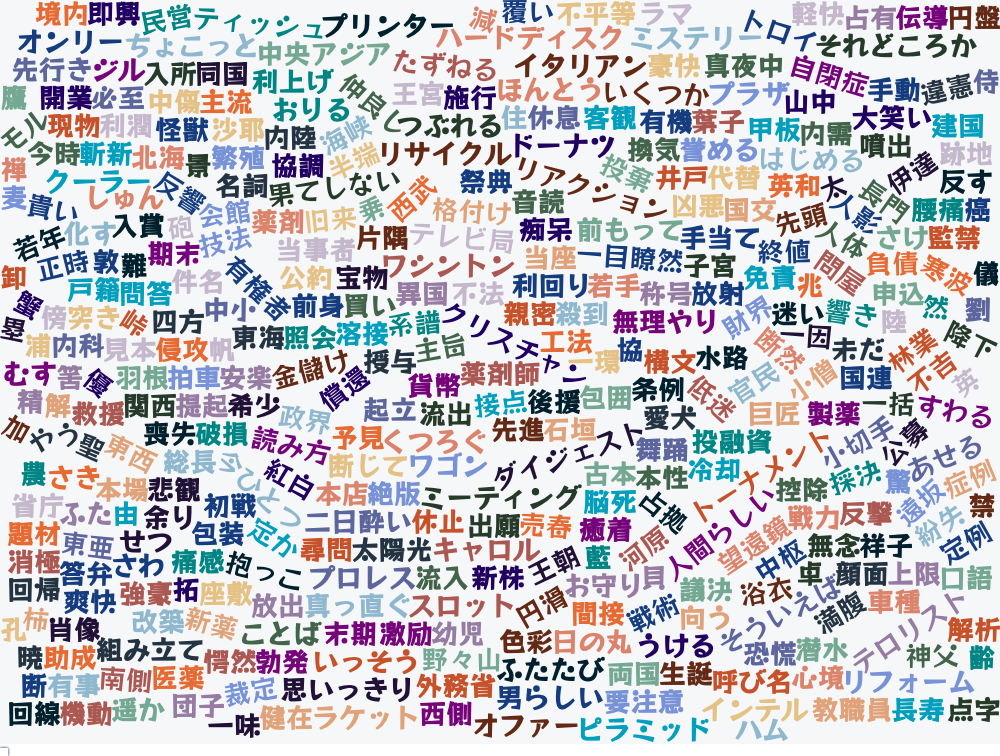 境内 即興 民営 ティッシュ プリンター 減 覆い 不平等 ラマ トロイ 軽快 占有 伝導 円盤
オンリー ちょこっと 中央アジア ハードディスク ミステリー それどころか
先行き ジル 入所 同国 利上げ 仲良く たずねる イタリアン 豪快 真夜中 自閉症 手動 違憲 侍
鷹 開業 必至 中傷 主流 おりる 王宮 施行 ほんとう いくつか プラザ 山中 大笑い
モル 現物 利潤 怪獣 沙耶 内陸 海峡 つぶれる 住 休息 客観 有機 葉子 甲板 内需 噴出 建国
今時 斬新 北海 景 繁殖 協調 半端 リサイクル ドーナツ 換気 誉める はじめる 伊達 跡地
禅 クーラー 反響 名詞 果てしない 西武 祭典 リアクション 投棄 井戸 代替 英和 太 長門 反す
麦 貴い しゅん 会館 薬剤 旧来 乗 格付け 音読 凶悪 国交 先頭 人影 腰痛 癌
若年 化す 入賞 砲 技法 当事者 片隅 テレビ局 痴呆 前もって 手当て 終値 人体 さけ 監禁
卸 正時 敦 難 期末 件名 有権者 公約 宝物 ワシントン 当座 一目瞭然 子宮 免責 兆 問屋 負債 寒波 儀
蟹 戸籍 問答 中小 前身 買い 異国 不法 利回り 若手 称号 放射 申込 然 劉
塁 傍 突き 峠 四方 東海 照会 溶接 系譜 クリスチャン 親密 殺到 無理やり 財界 迷い 響き 陸 降下
浦 内科 見本 侵攻 帆 金儲け 授与 主旨 工法 環 協 構文 水路 断然 一因 未だ 林業 不吉 英
むす 答 優 羽根 拍車 安楽 償還 貨幣 薬剤師 包囲 条例 低迷 官民 小僧 国連
精 解 救援 関西 提起 希少 政界 起立 流出 接点 後援 愛犬 巨匠 製薬 一括 すわる
加 やう 聖 東西 喪失 破損 読み方 予見 くつろぐ 先進 石垣 ダイジェスト 舞踊 投融資 トーナメント 小切手 公募 あせる
農 さき 本場 悲観 総長 ふ ひとつ 紅白 断じて ワゴン 古本 本性 冷却 控除 採決 驚 遠坂 症例
省庁 ふた 由 余り 初戦 本店 絶版 ミーティング 脳死 占拠 人間らしい 戦力 反撃 紛失 禁
題材 東亜 せつ 包装 定か 二日酔い 休止 出願 売春 癒着 河原 望遠鏡 中枢 無念 祥子 定例
消極 答弁 さわ 痛感 抱っこ 尋問 太陽光 キャロル 王朝 藍 卓 顔面 上限 口語
回帰 爽快 強豪 拓 座敷 プロレス 流入 新株 お守り 貝 議決 浴衣 そういえば 満腹 車種 テロリスト
孔 柿 肖像 改築 新薬 放出 真っ直ぐ スロット 円滑 間接 戦術 向う 解析
暁 助成 組み立て ことば 末期 激励 幼児 色彩 日の丸 うける 恐慌 潜水 神父 齢
断 有事 南側 医薬 愕然 勃発 いっそう 野々山 ふたたび 両国 生誕 呼び名 心境 リフォーム
回線 機動 遥か 団子 裁定 思いっきり 外務省 男らしい 要注意 インテル 教職員 長寿 点字
一味 健在 ラケット 西側 オファー ピラミッド ハム